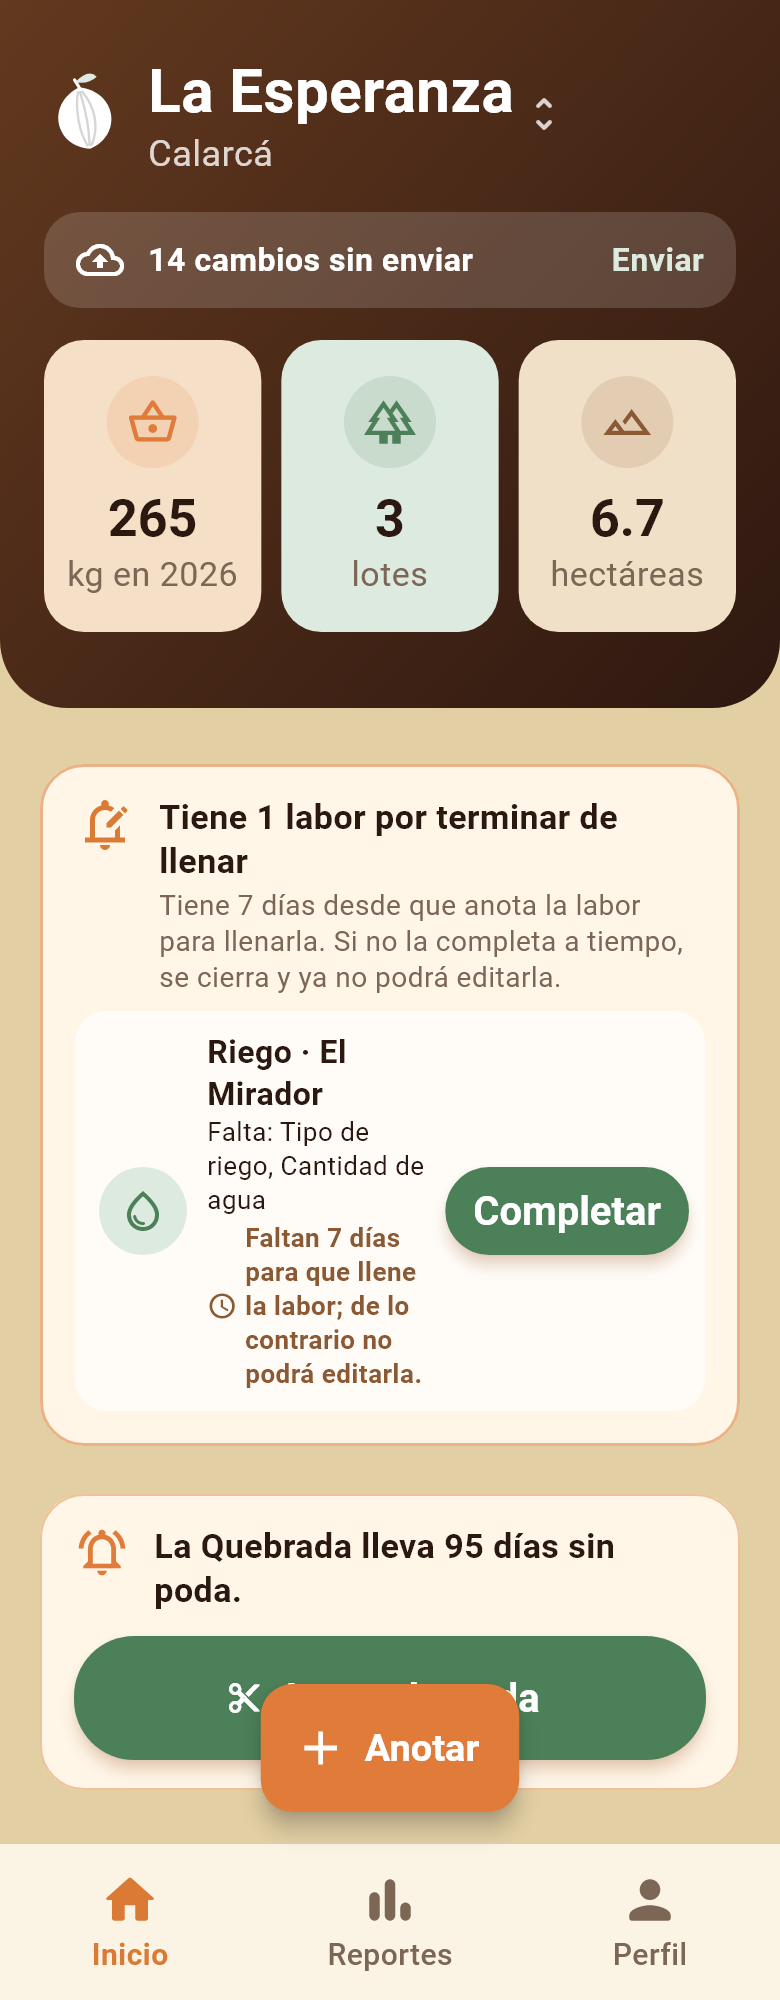 La Esperanza
Calarcá
14 cambios sin enviar
Enviar
265
kg en 2026
3
lotes
6.7
hectáreas
Tiene 1 labor por terminar de
llenar
Tiene 7 días desde que anota la labor
para llenarla. Si no la completa a tiempo,
se cierra y ya no podrá editarla.
Riego · El
Mirador
Falta: Tipo de
riego, Cantidad de
agua
Faltan 7 días
para que llene
la labor; de lo
contrario no
podrá editarla.
Completar
La Quebrada lleva 95 días sin
poda.
Anotar
Inicio
Reportes
Perfil